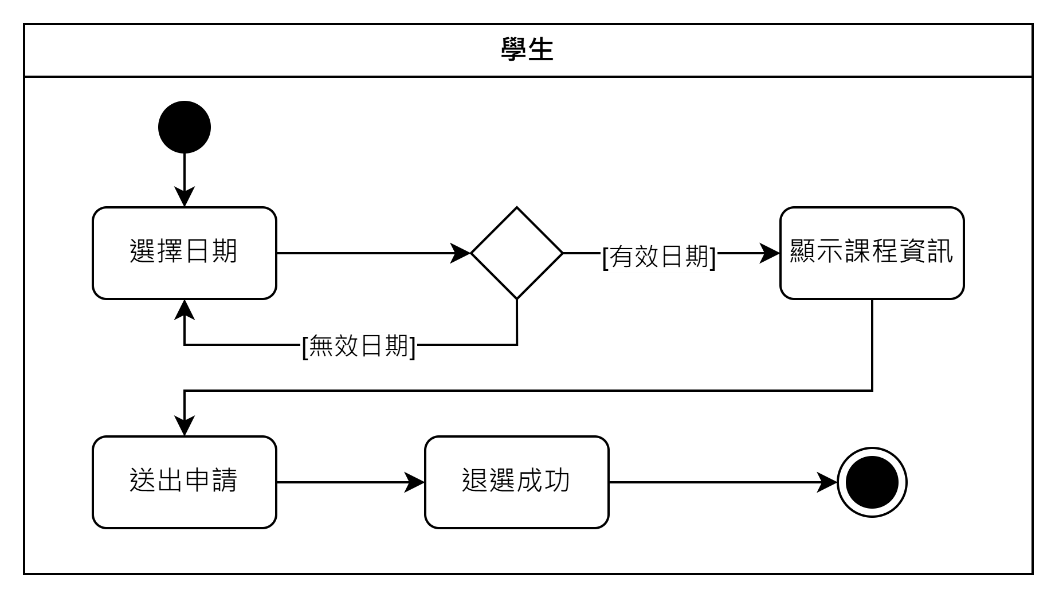 學生
選擇日期
[有效日期]
顯示課程資訊
[無效日期]
送出申請
退選成功